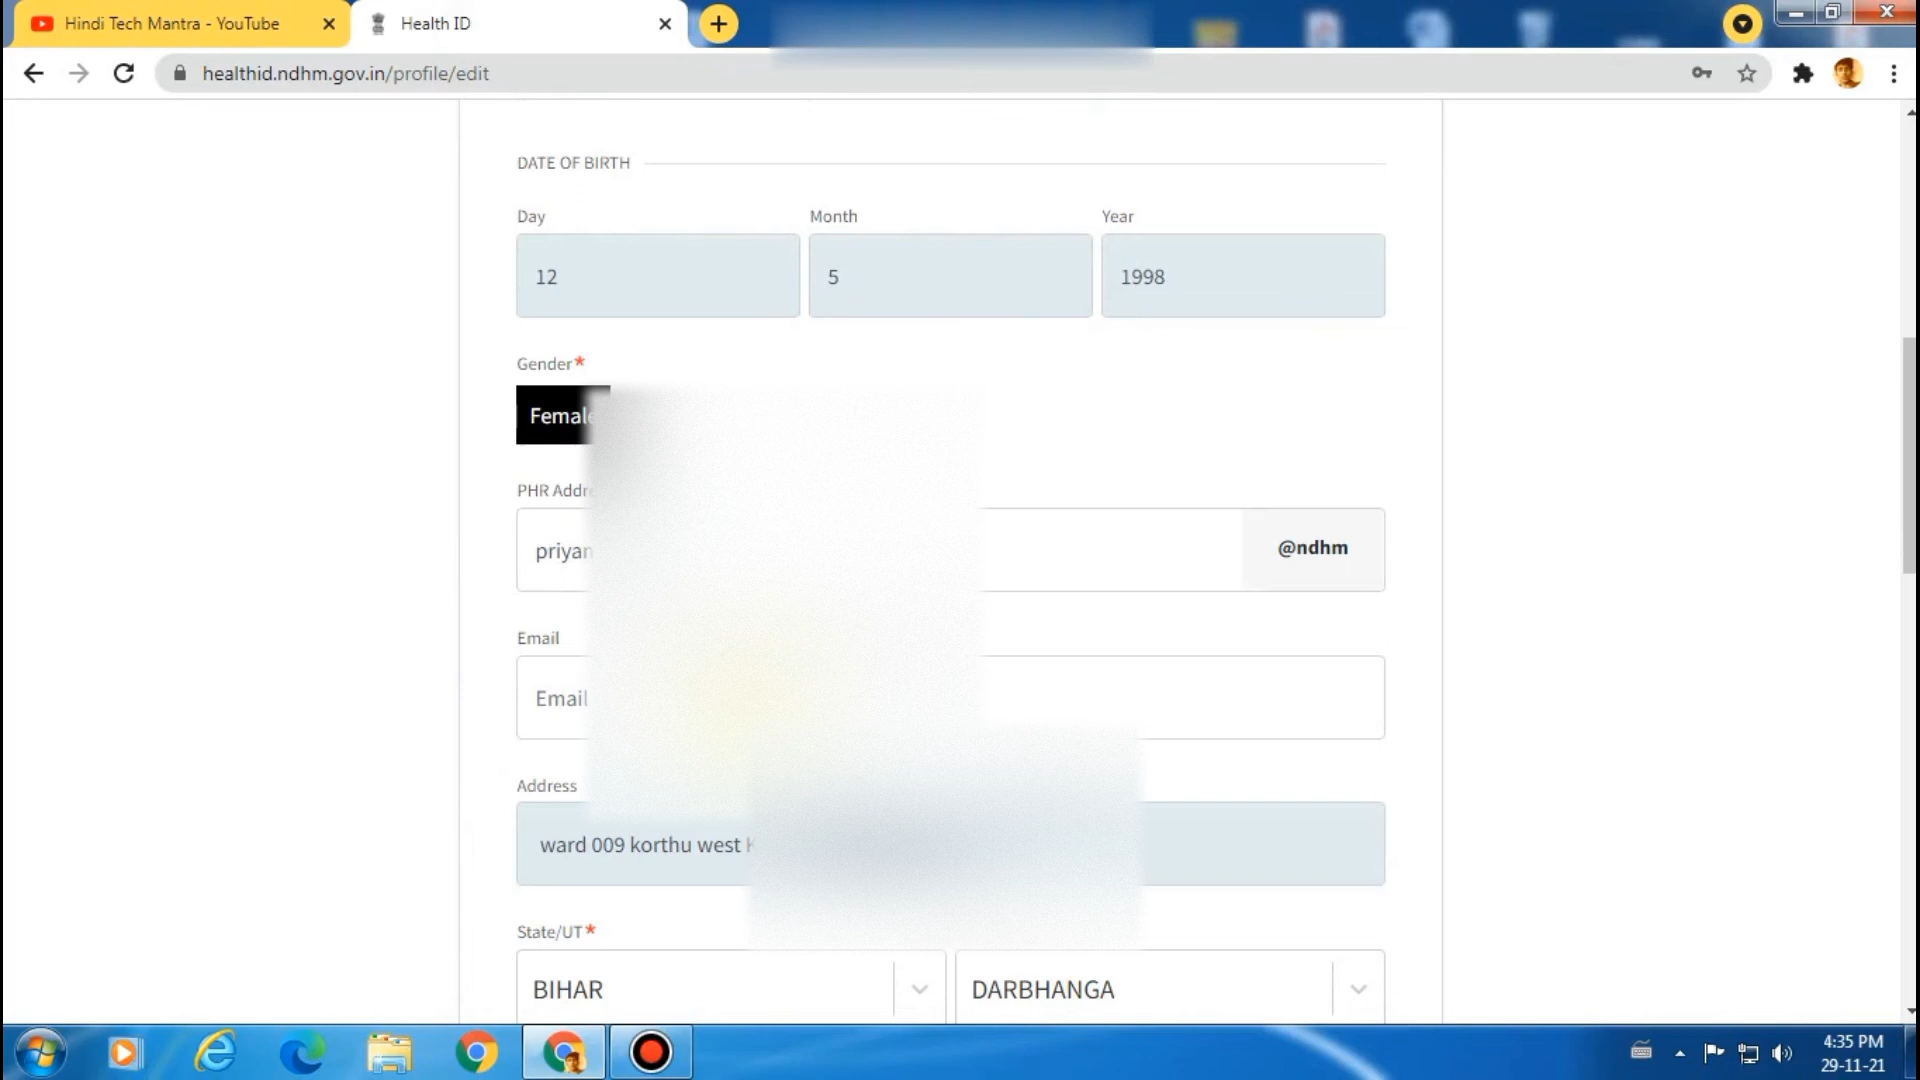 Hindi Tech Mantra - YouTube
Health ID
healthid.ndhm.gov.in/profile/edit
DATE OF BIRTH
Day Month Year
12 5 1998
Gender*
PHR
@ndhm
Email
Email
Address
ward 009 korthu west
State/UT*
BIHAR DARBHANGA
4:35 PM
29-11-21